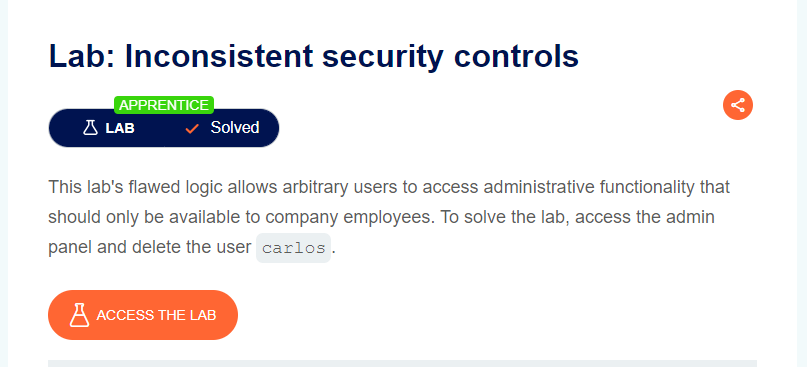 Lab: Inconsistent security controls
APPRENTICE
LAB Solved
This lab's flawed logic allows arbitrary users to access administrative functionality that
should only be available to company employees. To solve the lab, access the admin
panel and delete the user carlos.
ACCESS THE LAB